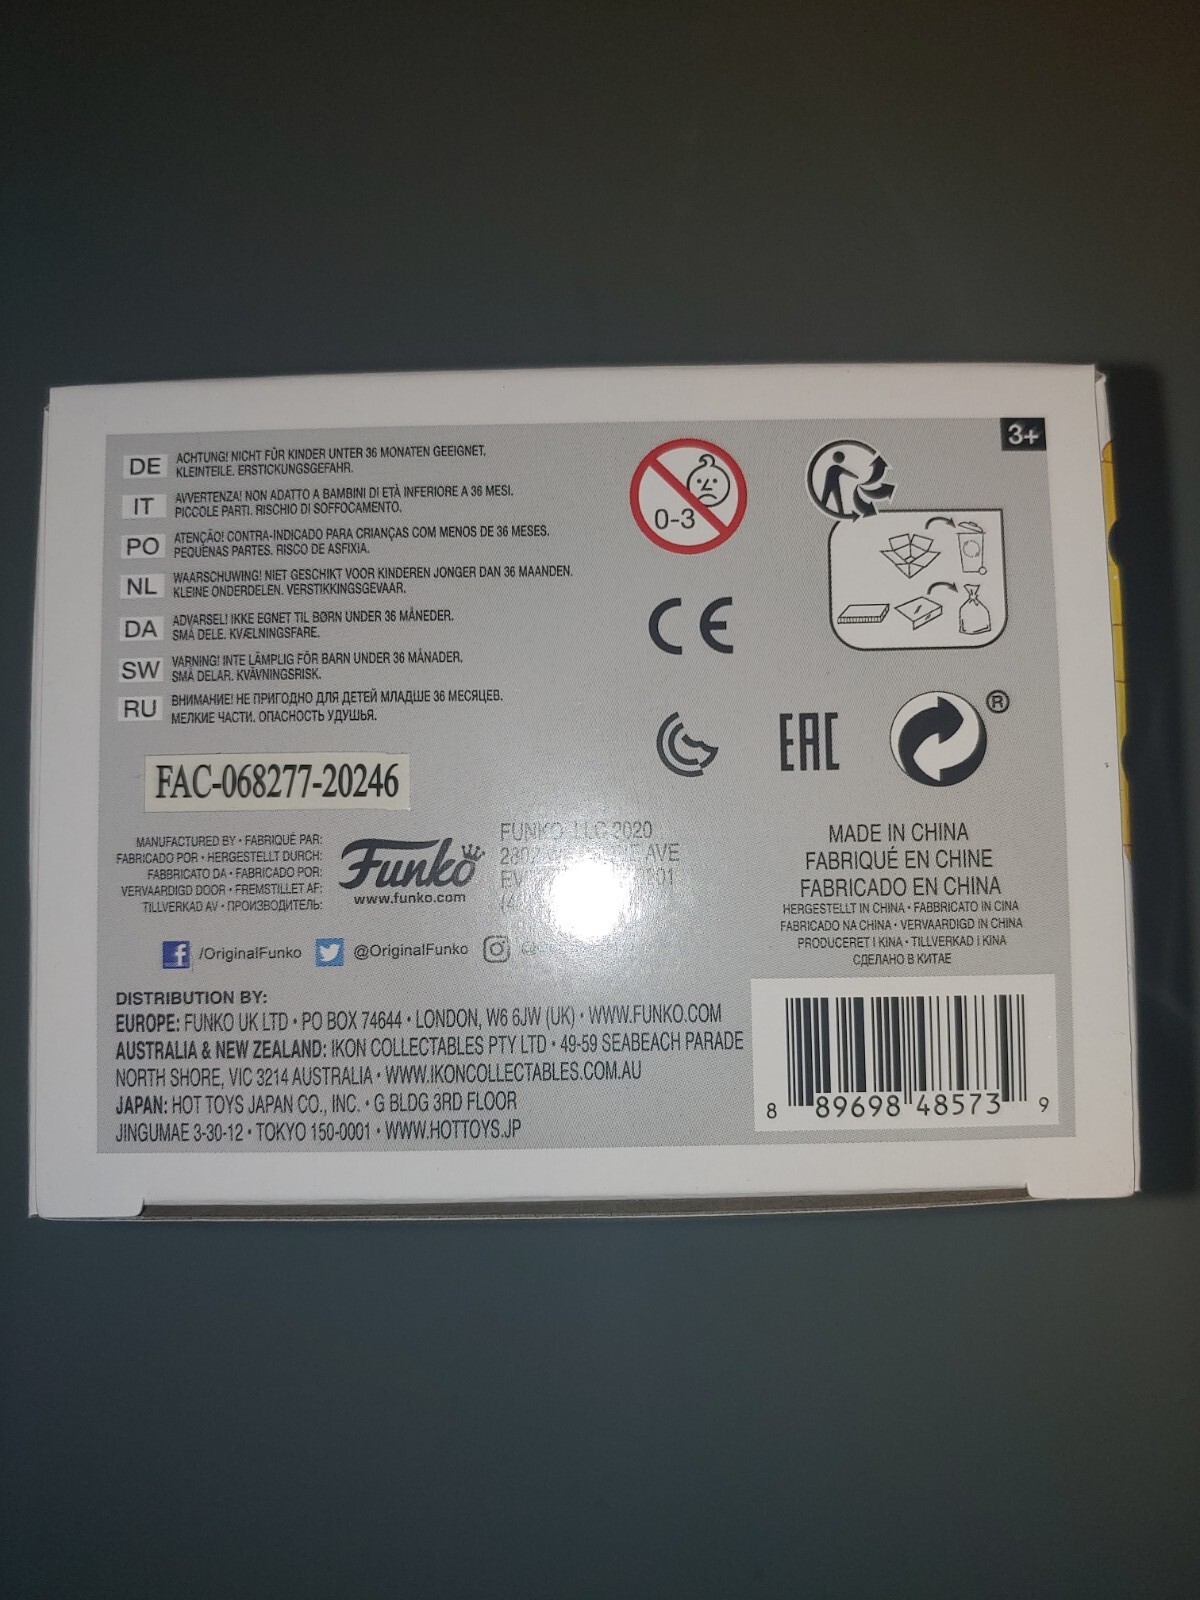 3+
DE ACHTUNG! NICHT FÜR KINDER UNTER 36 MONATEN GEEIGNET.
KLEINTEILE. ERSTICKUNGSGEFAHR.
IT AVVERTENZA! NON ADATTO A BAMBINI DI ETÀ INFERIORE A 36 MESI.
PICCOLE PARTI. RISCHIO DI SOFFOCAMENTO.
PO ATENÇÃO! CONTRA-INDICADO PARA CRIANÇAS COM MENOS DE 36 MESES.
PEQUENAS PARTES. RISCO DE ASFIXIA.
NL WAARSCHUWING! NIET GESCHIKT VOOR KINDEREN JONGER DAN 36 MAANDEN.
KLEINE ONDERDELEN. VERSTIKKINGSGEVAAR.
DA ADVARSEL! IKKE EGNET TIL BØRN UNDER 36 MÅNEDER.
SMÅ DELE. KVÆLNINGSFARE.
SW VARNING! INTE LÄMPLIG FÖR BARN UNDER 36 MÅNADER.
SMÅ DELAR. KVÄVNINGSRISK.
RU ВНИМАНИЕ! НЕ ПРИГОДНО ДЛЯ ДЕТЕЙ МЛАДШЕ 36 МЕСЯЦЕВ.
МЕЛКИЕ ЧАСТИ. ОПАСНОСТЬ УДУШЬЯ.
0-3
CE
EAC
®
FAC-068277-20246
MANUFACTURED BY • FABRIQUÉ PAR:
FABRICADO POR • HERGESTELLT DURCH:
FABBRICATO DA • FABRICADO POR:
VERVAARDIGD DOOR • FREMSTILLET AF:
TILLVERKAD AV • ПРОИЗВОДИТЕЛЬ:
Funko
www.funko.com
FUNKO LLC 2020
AVE
MADE IN CHINA
FABRIQUÉ EN CHINE
FABRICADO EN CHINA
HERGESTELLT IN CHINA • FABBRICATO IN CINA
FABRICADO NA CHINA • VERVAARDIGD IN CHINA
PRODUCERET I KINA • TILLVERKAD I KINA
СДЕЛАНО В КИТАЕ
f /OriginalFunko @OriginalFunko
DISTRIBUTION BY:
EUROPE: FUNKO UK LTD • PO BOX 74644 • LONDON, W6 6JW (UK) • WWW.FUNKO.COM
AUSTRALIA & NEW ZEALAND: IKON COLLECTABLES PTY LTD • 49-59 SEABEACH PARADE
NORTH SHORE, VIC 3214 AUSTRALIA • WWW.IKONCOLLECTABLES.COM.AU
JAPAN: HOT TOYS JAPAN CO., INC. • G BLDG 3RD FLOOR
JINGUMAE 3-30-12 • TOKYO 150-0001 • WWW.HOTTOYS.JP
8 89698 48573 9